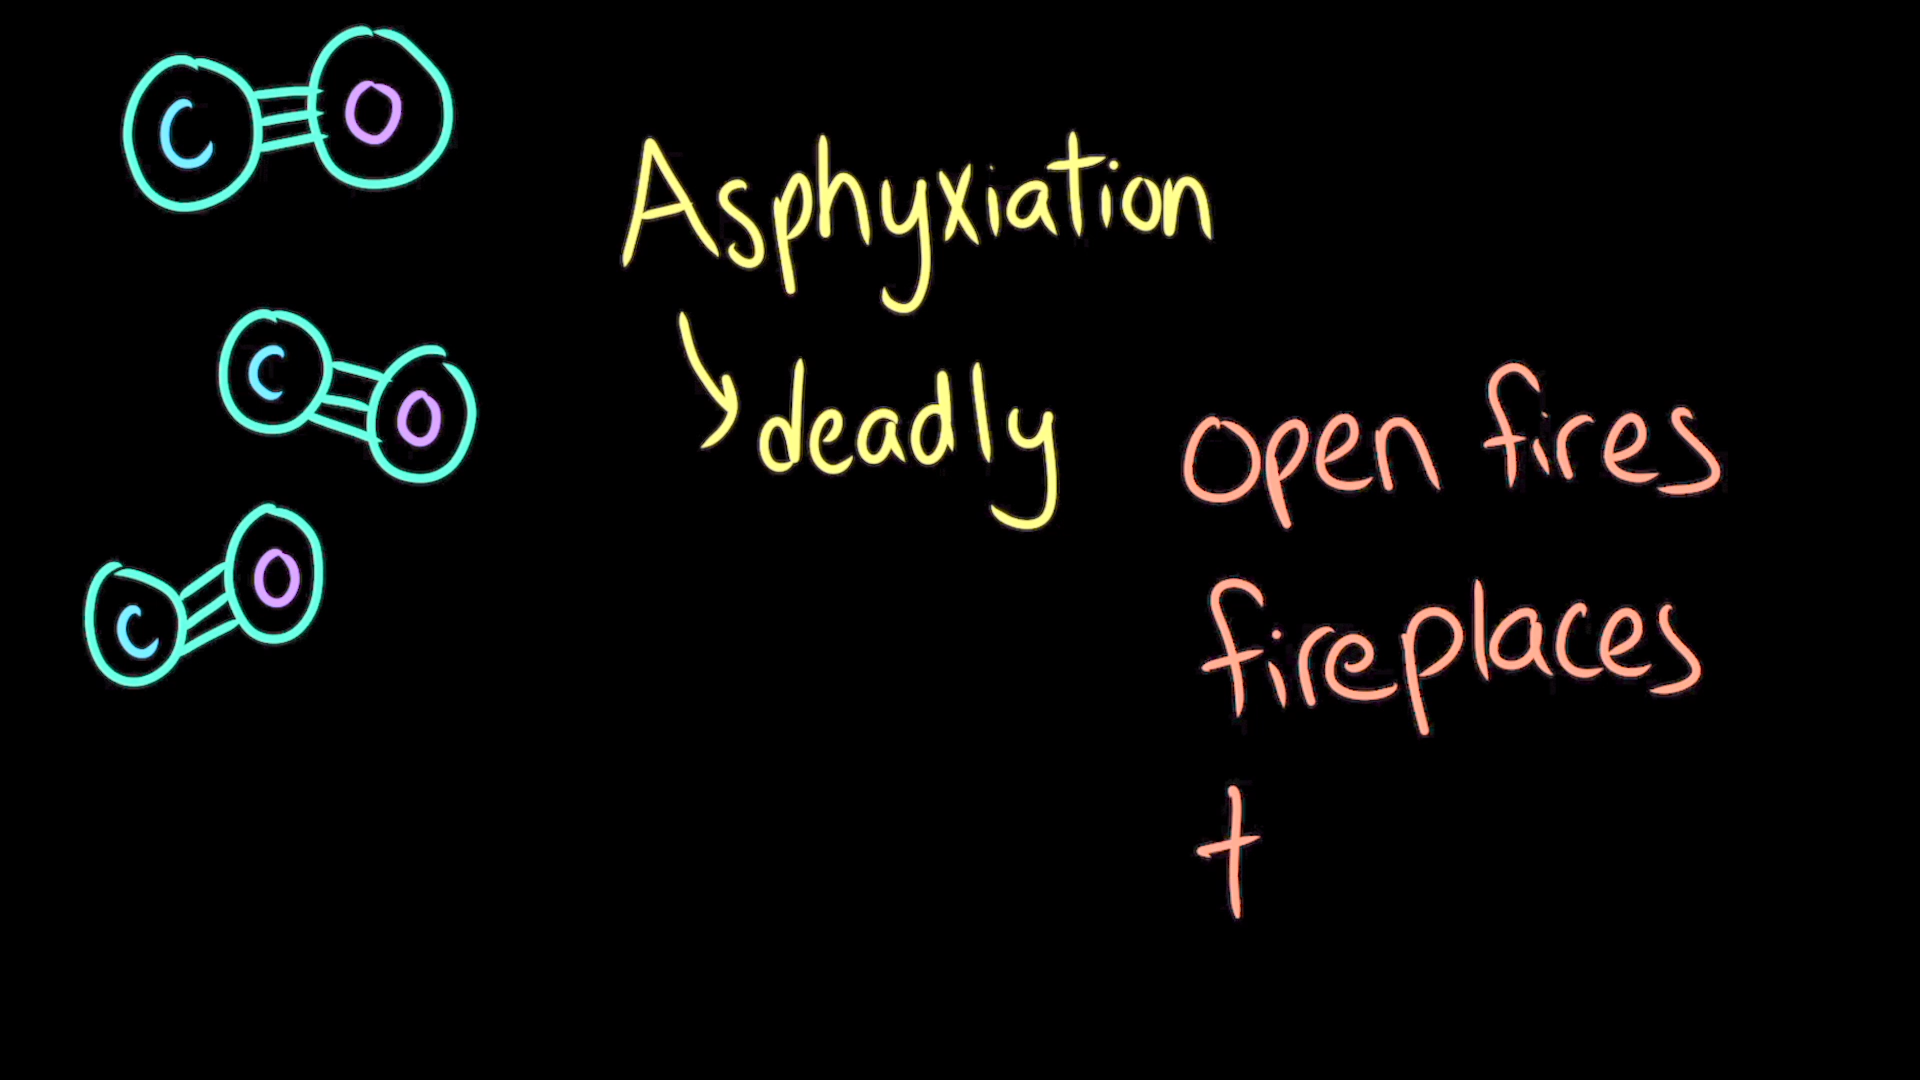 C O
Asphyxiation
C O
deadly
open fires
C O
fireplaces
t